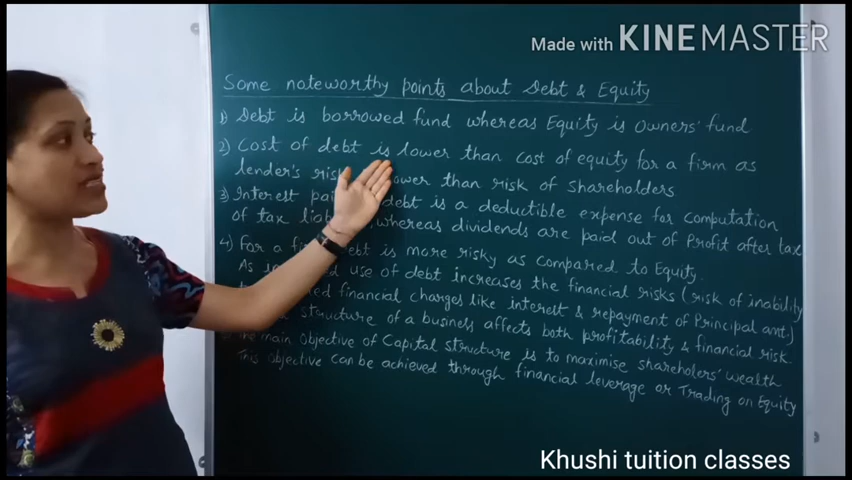 Made with KINEMASTER
Some noteworthy points about Debt & Equity
1) Debt is borrowed fund whereas Equity is Owners' fund
2) Cost of debt is lower than cost of equity for a firm as
lender's lower than risk of shareholders
3) Interest debt is a deductible expense for computation
of tax whereas dividends are paid out of Profit after tax
4) For a debt is more risky as compared to Equity.
As use of debt increases the financial risks (risk of inability
financial charges like interest & repayment of Principal amt.)
structure of a business affects both profitability & financial risk.
The main objective of Capital structure is to maximise shareholders' wealth
This objective can be achieved through financial leverage or Trading on Equity
Khushi tuition classes